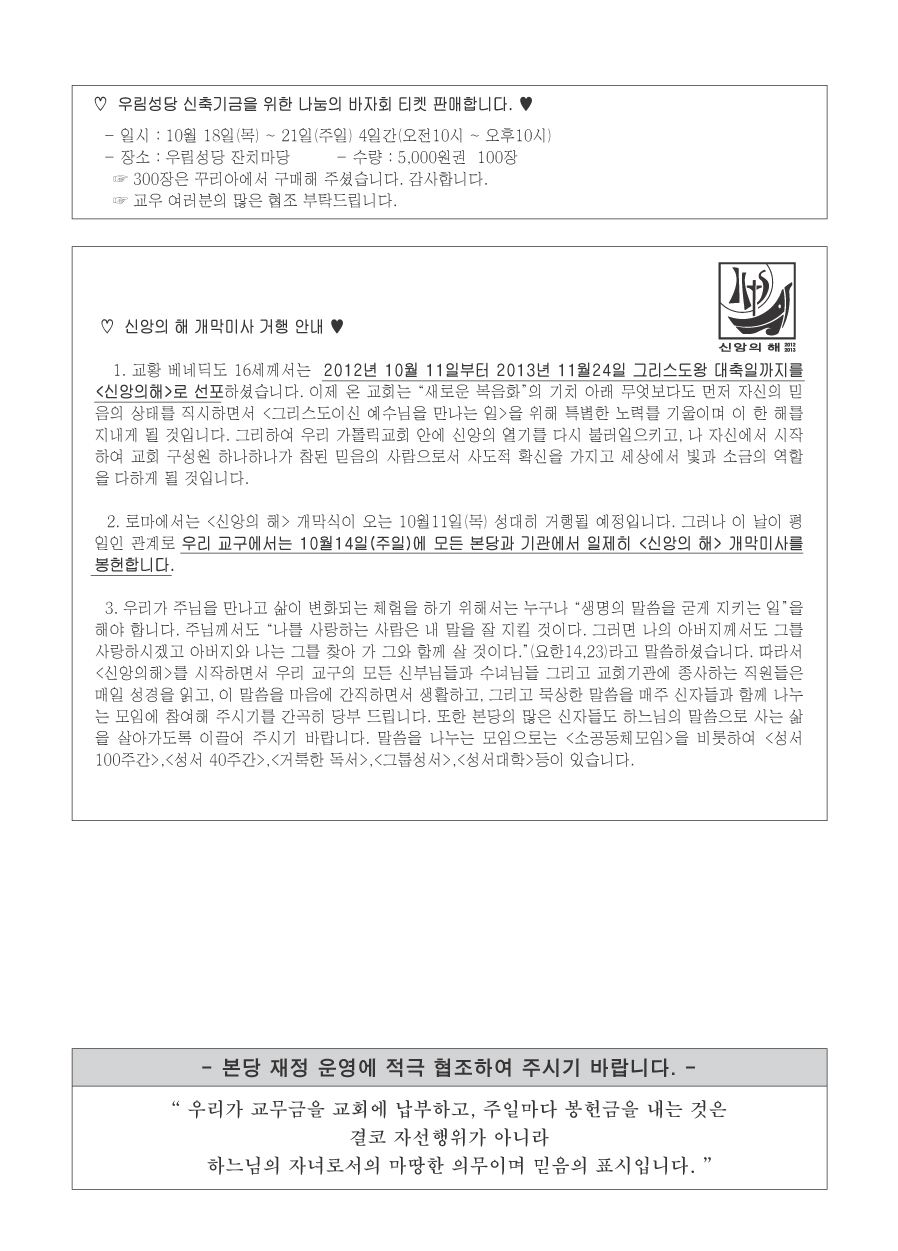 ♡ 우림성당 신축기금을 위한 나눔의 바자회 티켓 판매합니다. ♥
- 일시 : 10월 18일(목) ~ 21일(주일) 4일간(오전10시 ~ 오후10시)
- 장소 : 우림성당 잔치마당 - 수량 : 5,000원권 100장
☞ 300장은 꾸리아에서 구매해 주셨습니다. 감사합니다.
☞ 교우 여러분의 많은 협조 부탁드립니다.
신앙의 해 2012 2013
♡ 신앙의 해 개막미사 거행 안내 ♥
1. 교황 베네딕도 16세께서는 2012년 10월 11일부터 2013년 11월24일 그리스도왕 대축일까지를
<신앙의해>로 선포하셨습니다. 이제 온 교회는 “새로운 복음화”의 기치 아래 무엇보다도 먼저 자신의 믿
음의 상태를 직시하면서 <그리스도이신 예수님을 만나는 일>을 위해 특별한 노력를 기울이며 이 한 해를
지내게 될 것입니다. 그리하여 우리 가톨릭교회 안에 신앙의 열기를 다시 불러일으키고, 나 자신에서 시작
하여 교회 구성원 하나하나가 참된 믿음의 사람으로서 사도적 확신을 가지고 세상에서 빛과 소금의 역할
을 다하게 될 것입니다.
2. 로마에서는 <신앙의 해> 개막식이 오는 10월11일(목) 성대히 거행될 예정입니다. 그러나 이 날이 평
일인 관계로 우리 교구에서는 10월14일(주일)에 모든 본당과 기관에서 일제히 <신앙의 해> 개막미사를
봉헌합니다.
3. 우리가 주님을 만나고 삶이 변화되는 체험을 하기 위해서는 누구나 “생명의 말씀을 굳게 지키는 일”을
해야 합니다. 주님께서도 “나를 사랑하는 사람은 내 말을 잘 지킬 것이다. 그러면 나의 아버지께서도 그를
사랑하시겠고 아버지와 나는 그를 찾아 가 그와 함께 살 것이다.”(요한14,23)라고 말씀하셨습니다. 따라서
<신앙의해>를 시작하면서 우리 교구의 모든 신부님들과 수녀님들 그리고 교회기관에 종사하는 직원들은
매일 성경을 읽고, 이 말씀을 마음에 간직하면서 생활하고, 그리고 묵상한 말씀을 매주 신자들과 함께 나누
는 모임에 참여해 주시기를 간곡히 당부 드립니다. 또한 본당의 많은 신자들도 하느님의 말씀으로 사는 삶
을 살아가도록 이끌어 주시기 바랍니다. 말씀을 나누는 모임으로는 <소공동체모임>을 비롯하여 <성서
100주간>,<성서 40주간>,<거룩한 독서>,<그룹성서>,<성서대학>등이 있습니다.
- 본당 재정 운영에 적극 협조하여 주시기 바랍니다. -
“ 우리가 교무금을 교회에 납부하고, 주일마다 봉헌금을 내는 것은
결코 자선행위가 아니라
하느님의 자녀로서의 마땅한 의무이며 믿음의 표시입니다. ”